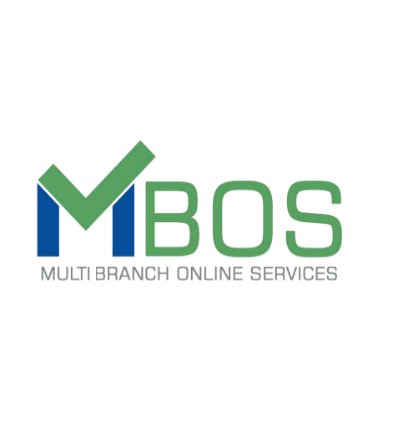 MBOS
MULTI BRANCH ONLINE SERVICES